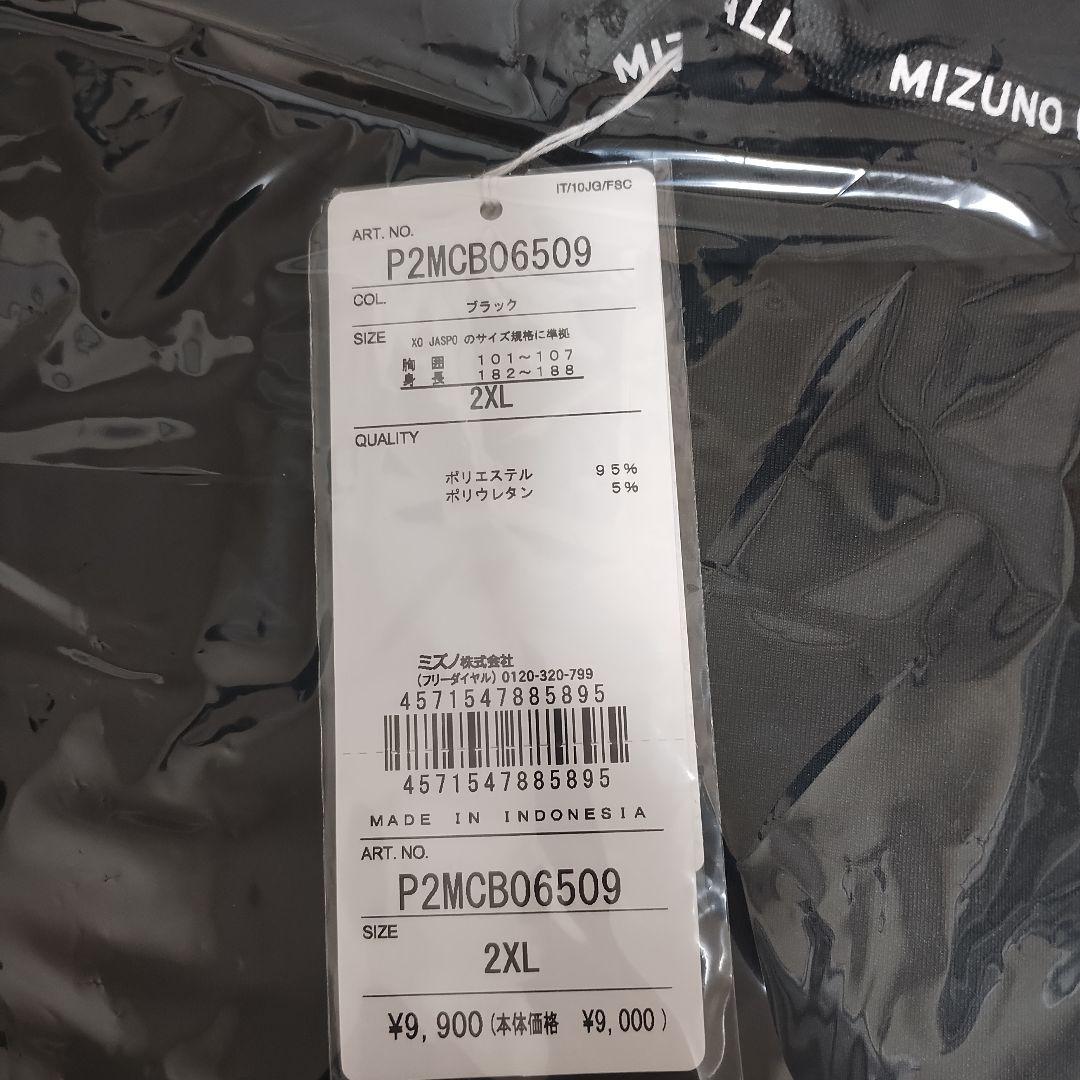 MIZ
ALL
MIZUNO
IT/10JG/FSC
ART. NO.
P2MCB06509
COL.
ブラック
SIZE
XO JASPO のサイズ規格に準拠
胸 囲 101～107
身 長 182～188
2XL
QUALITY
ポリエステル 95%
ポリウレタン 5%
ミズノ株式会社
(フリーダイヤル) 0120-320-799
4571547885895
4571547885895
MADE IN INDONESIA
ART. NO.
P2MCB06509
SIZE
2XL
¥9,900(本体価格 ¥9,000)